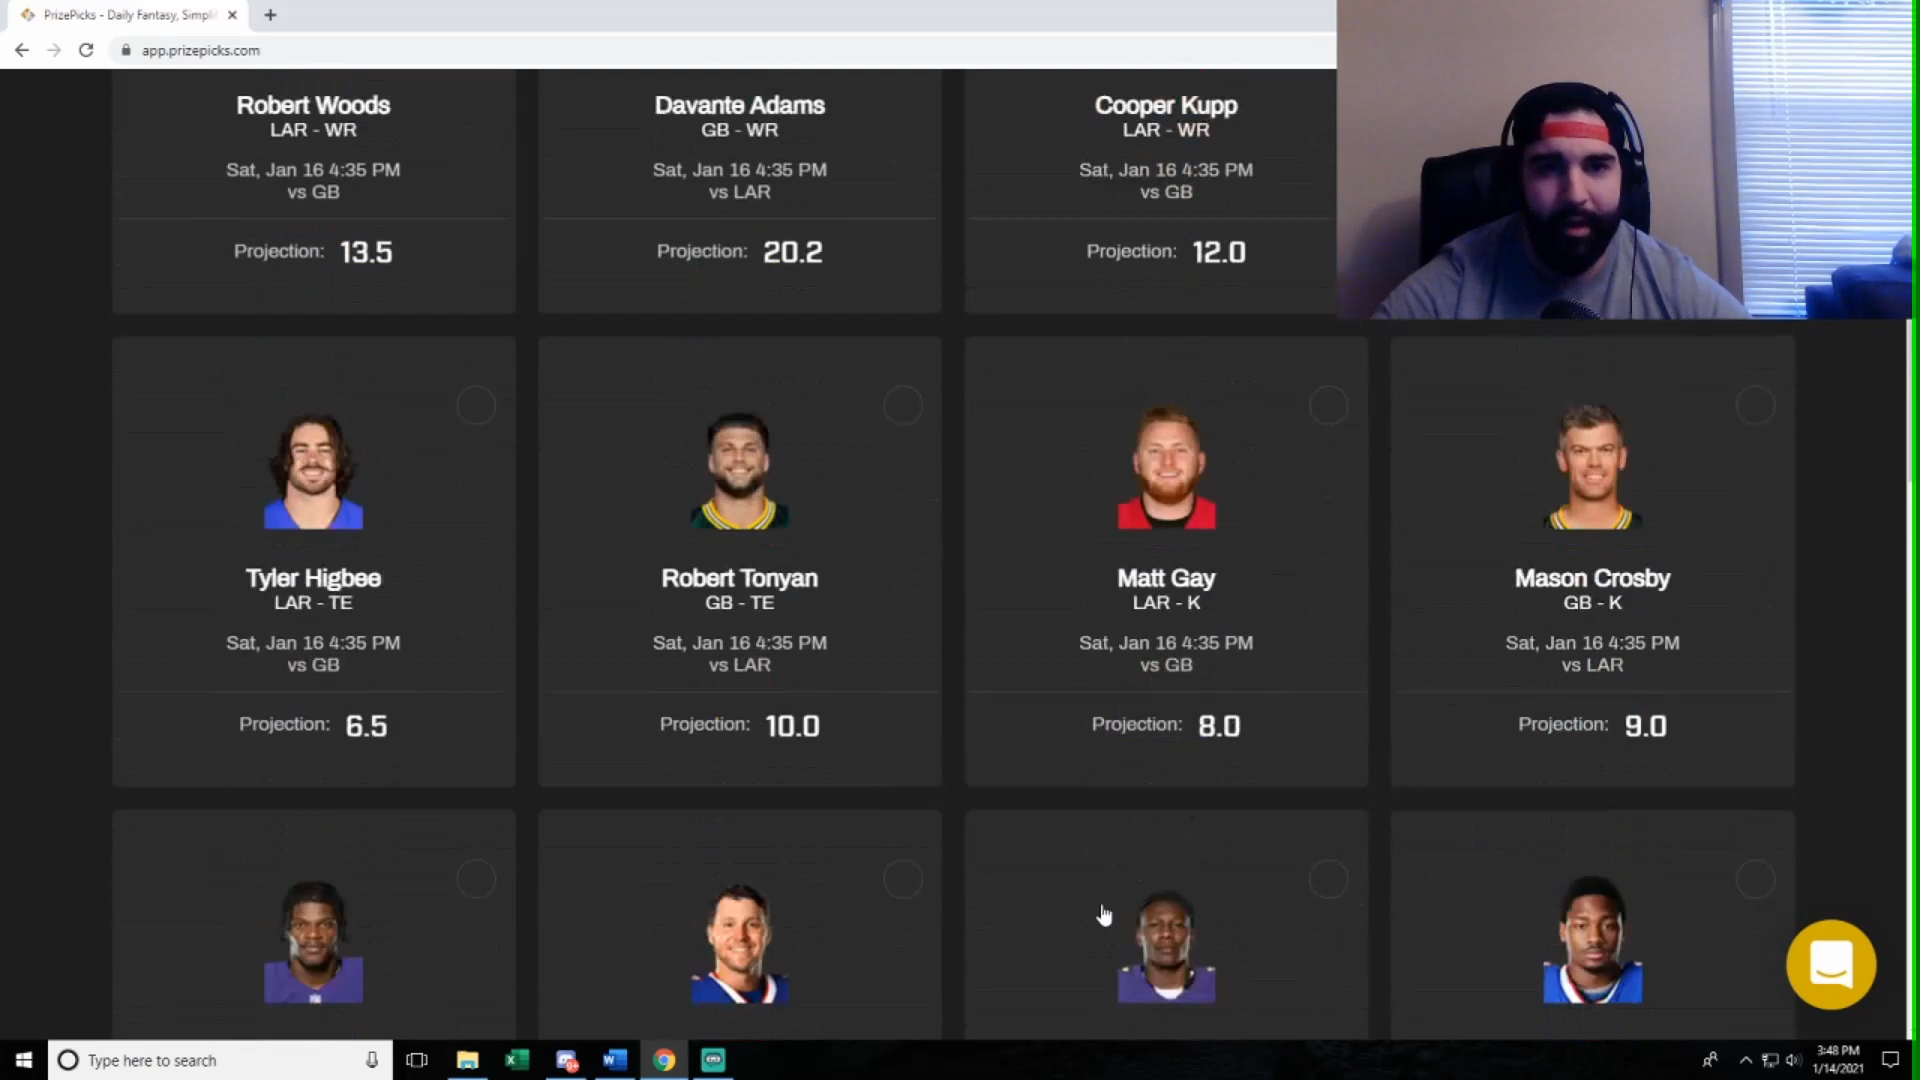 PrizePicks - Daily Fantasy, Simpli
app.prizepicks.com
Robert Woods
LAR - WR
Sat, Jan 16 4:35 PM
vs GB
Projection: 13.5
Davante Adams
GB - WR
Sat, Jan 16 4:35 PM
vs LAR
Projection: 20.2
Cooper Kupp
LAR - WR
Sat, Jan 16 4:35 PM
vs GB
Projection: 12.0
Tyler Higbee
LAR - TE
Sat, Jan 16 4:35 PM
vs GB
Projection: 6.5
Robert Tonyan
GB - TE
Sat, Jan 16 4:35 PM
vs LAR
Projection: 10.0
Matt Gay
LAR - K
Sat, Jan 16 4:35 PM
vs GB
Projection: 8.0
Mason Crosby
GB - K
Sat, Jan 16 4:35 PM
vs LAR
Projection: 9.0
Type here to search
3:48 PM
1/14/2021